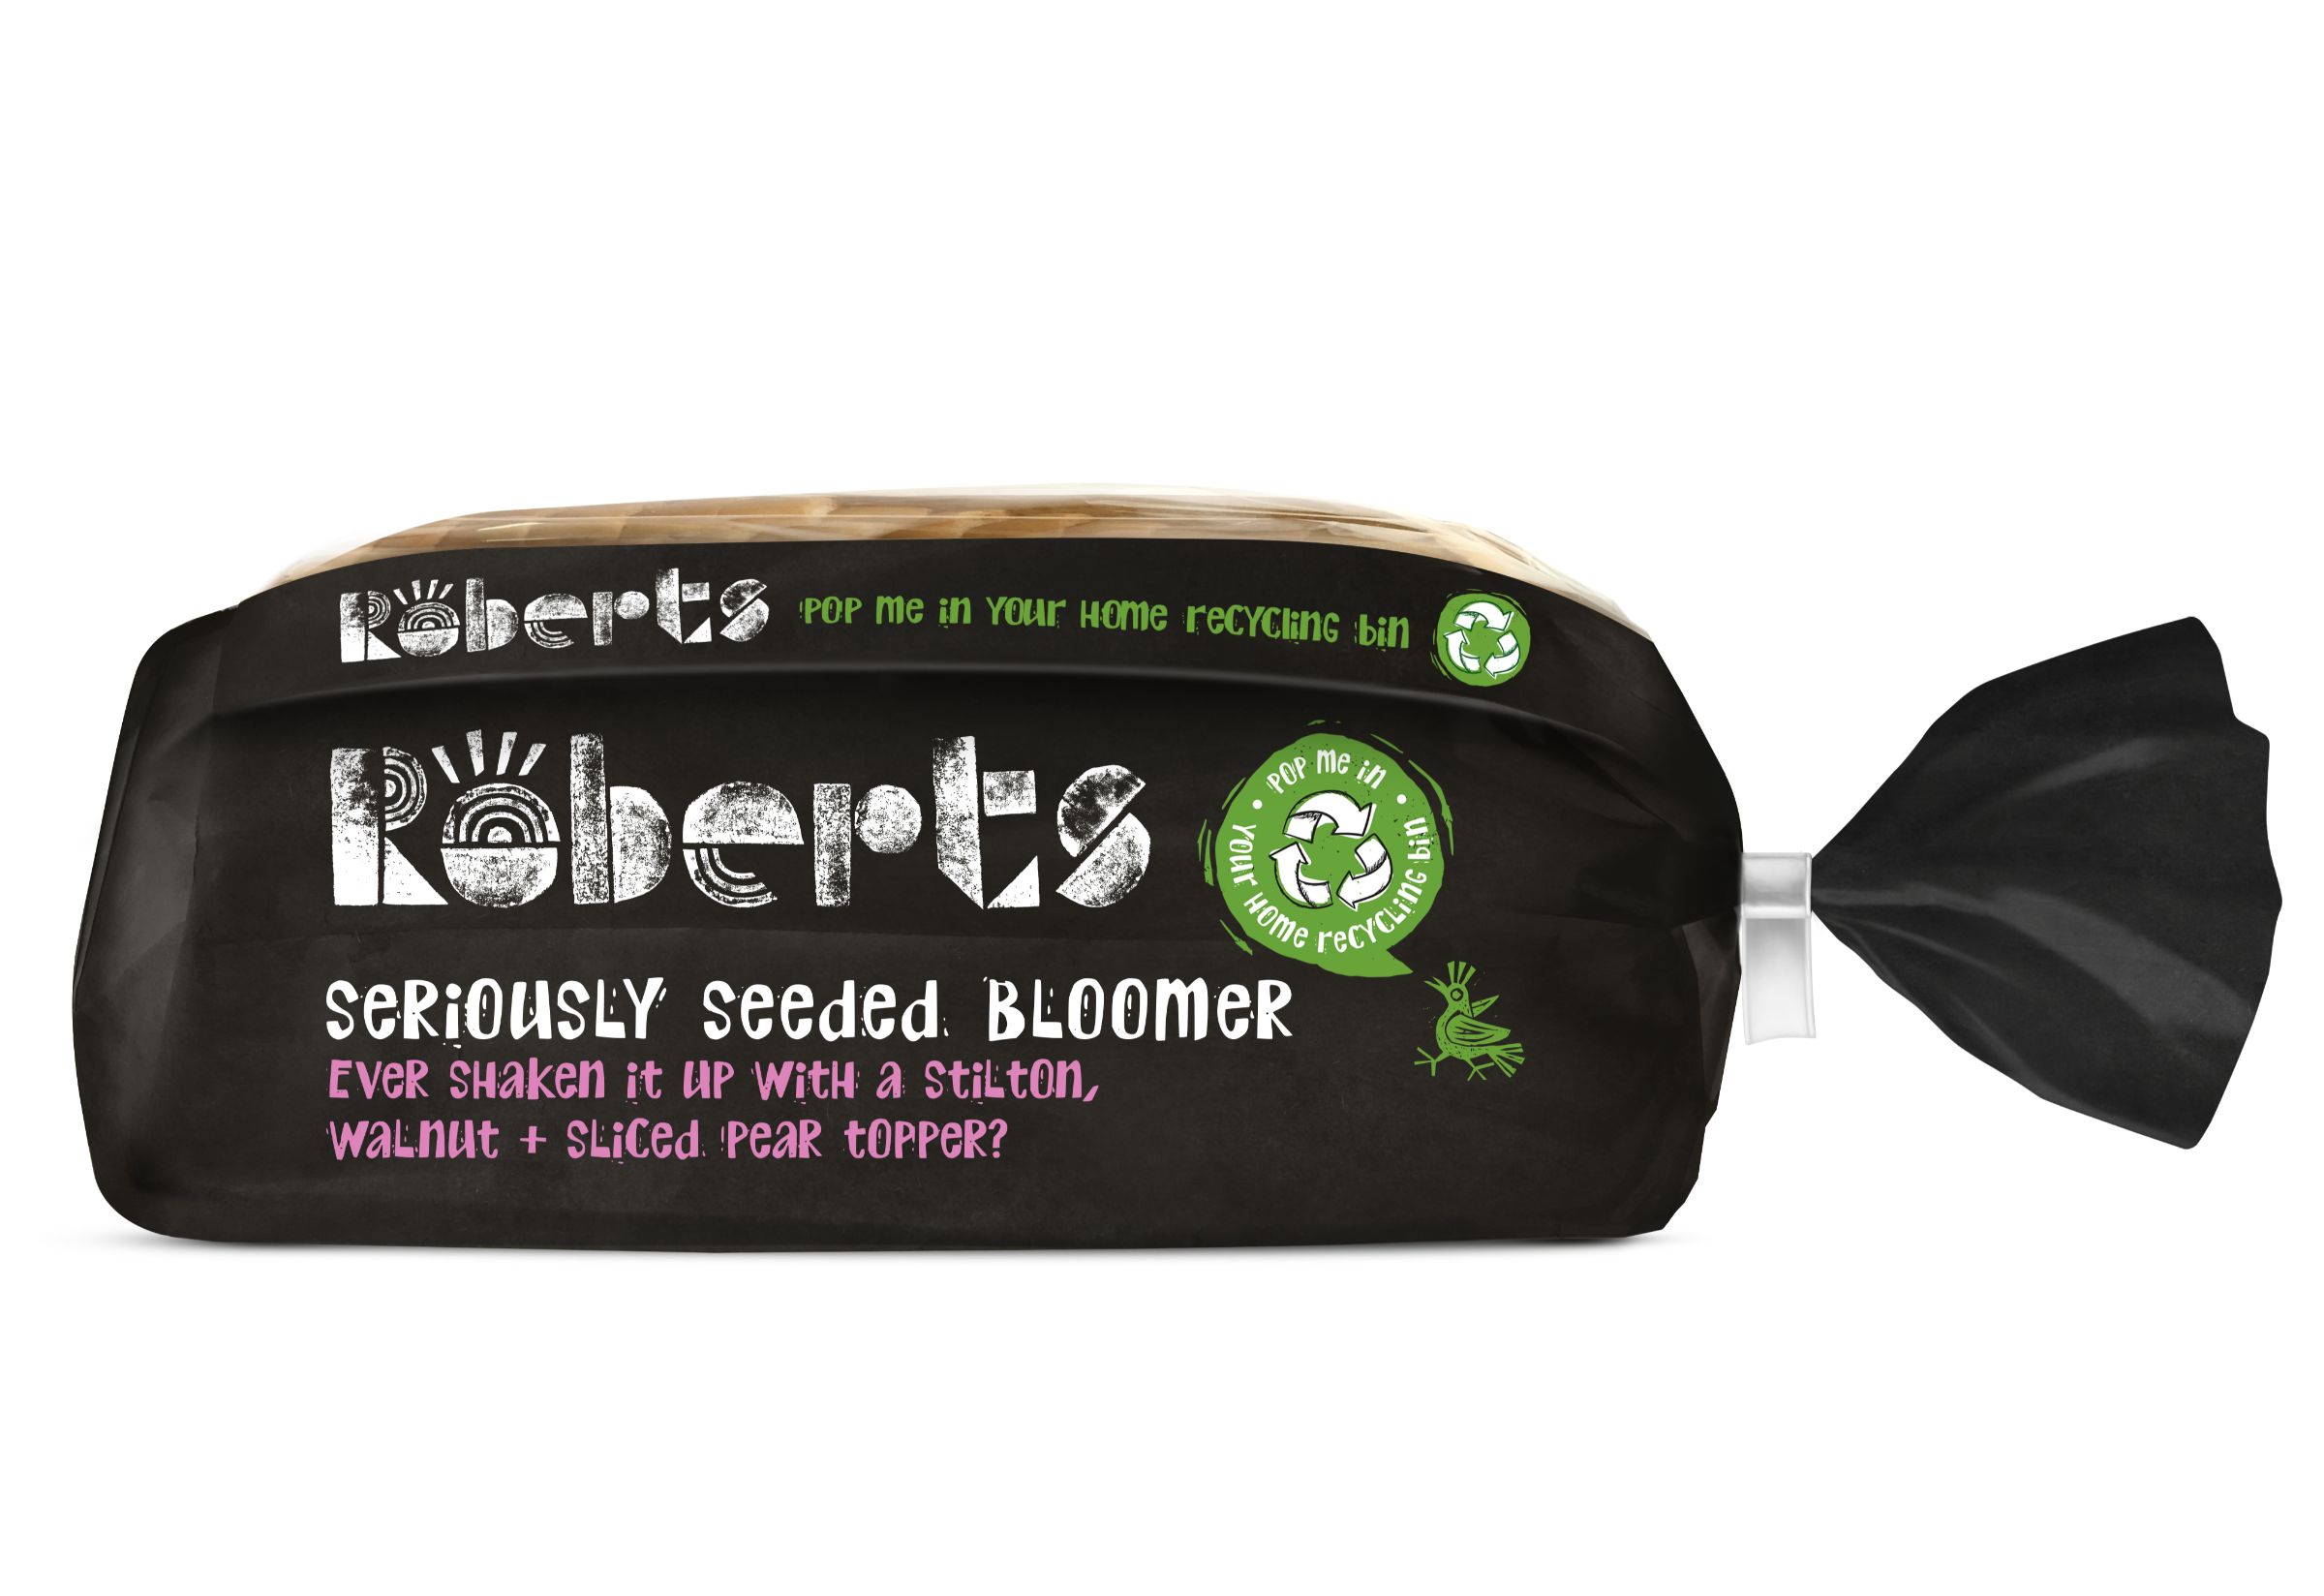 Roberts POP me in YOUR HOME recycling bin
Roberts
POP me in
YOUR HOME recycling bin
SeRiOUSLY Seeded BLOOMeR
EVeR SHaken it UP WitH a StiLtOn,
WaLnUt + SLiCed PeaR tOPPeR?